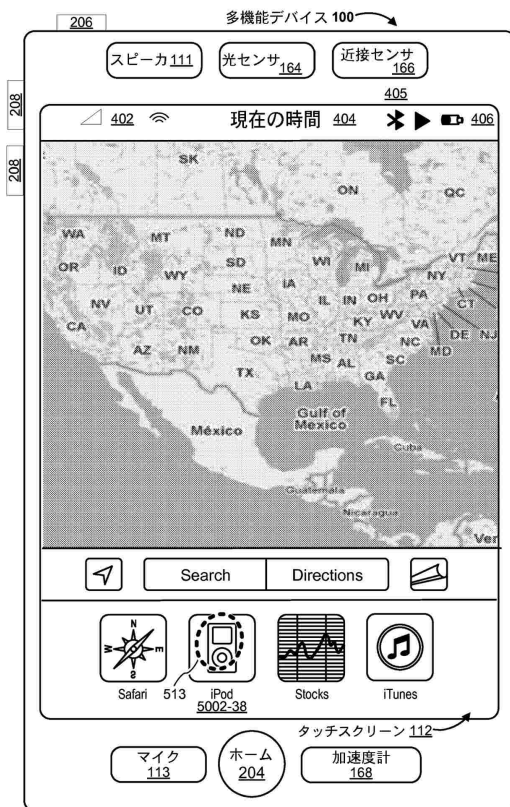 多機能デバイス 100
206
スピーカ 111
光センサ 164
近接センサ 166
208
208
405
402
現在の時間 404
406
SK
ON
QC
WA
MT
ND
MN
OR
ID
WY
SD
WI
MI
VT
ME
NY
NE
IA
NV
UT
CO
IL
IN
OH
PA
CT
CA
KS
MO
KY
WV
VA
DE
NJ
AZ
NM
OK
AR
TN
NC
MD
MS
AL
SC
TX
GA
LA
FL
México
Gulf of Mexico
Cuba
Guatemala
Nicaragua
Ver
Search
Directions
N
W
E
S
Safari
513
iPod
5002-38
Stocks
iTunes
タッチスクリーン 112
マイク 113
ホーム 204
加速度計 168